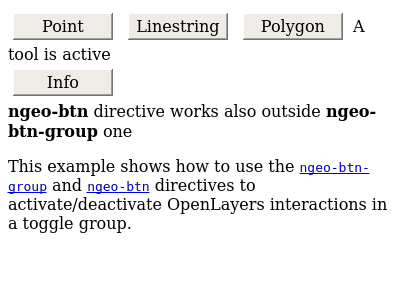 Point Linestring Polygon A
tool is active
Info
ngeo-btn directive works also outside ngeo-
btn-group one
This example shows how to use the ngeo-btn-
group and ngeo-btn directives to
activate/deactivate OpenLayers interactions in
a toggle group.